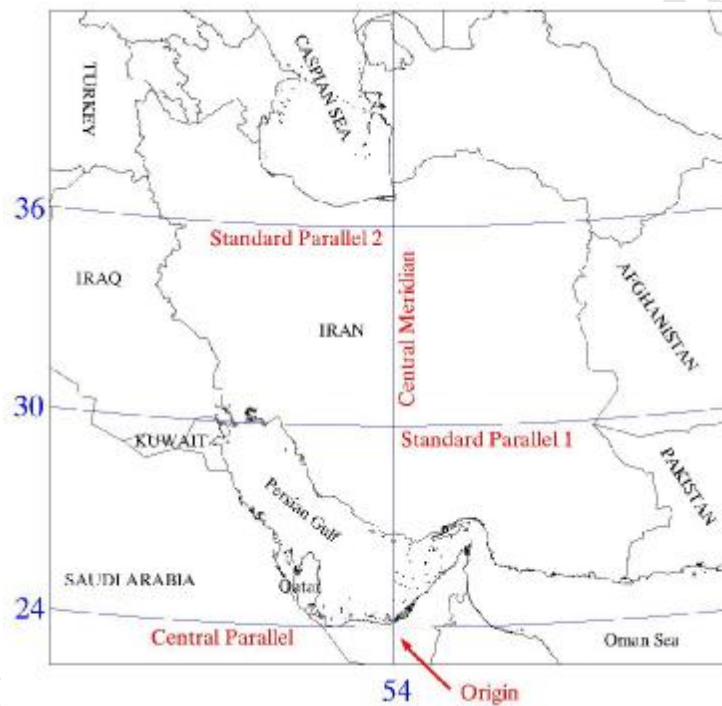 TURKEY
CASPIAN SEA
36
Standard Parallel 2
IRAQ
IRAN
Central Meridian
AFGHANISTAN
30
KUWAIT
Standard Parallel 1
PAKISTAN
Persian Gulf
SAUDI ARABIA
Qatar
24
Central Parallel
Oman Sea
54
Origin